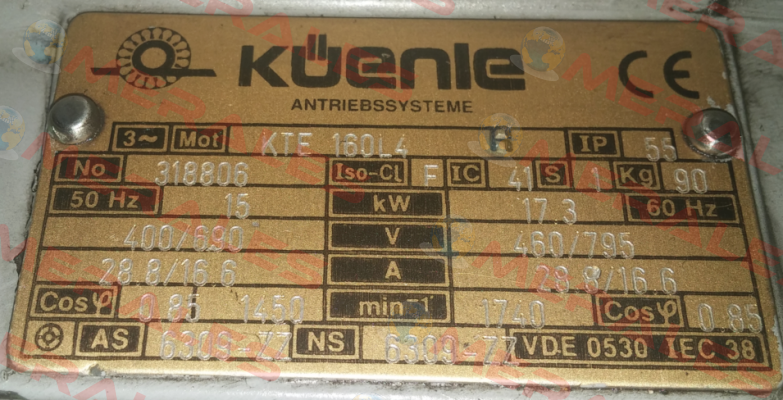 KÜENLE CE
ANTRIEBSSYSTEME
3~ Mot KTE 160L4 H IP 55
No 318806 Iso-Cl F IC 41 S 1 Kg 90
50 Hz 15 kW 17.3 60 Hz
400/690 V 460/795
28.8/16.6 A 28.8/16.6
Cosφ 0.85 1450 min-1 1740 Cosφ 0.85
AS 6309-ZZ NS 6309-ZZ VDE 0530 IEC 38